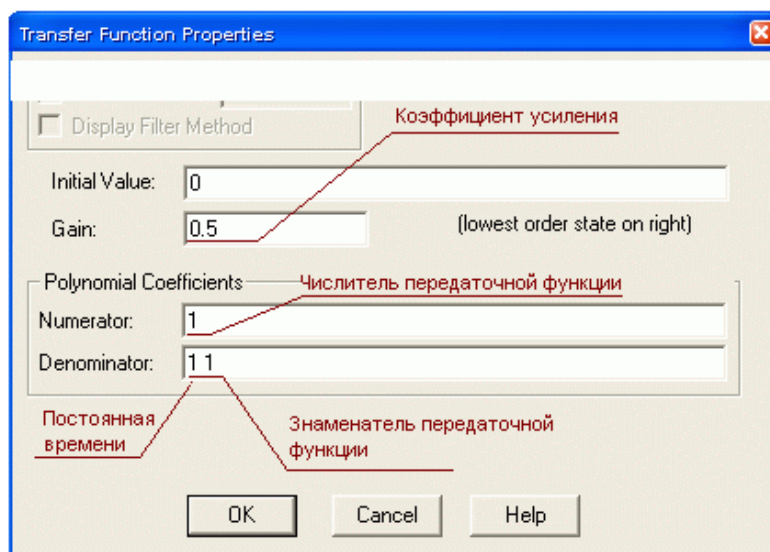 Transfer Function Properties
Display Filter Method
Коэффициент усиления
Initial Value: 0
Gain: 0.5 (lowest order state on right)
Polynomial Coefficients
Числитель передаточной функции
Numerator: 1
Denominator: 1 1
Постоянная
времени
Знаменатель передаточной
функции
OK Cancel Help